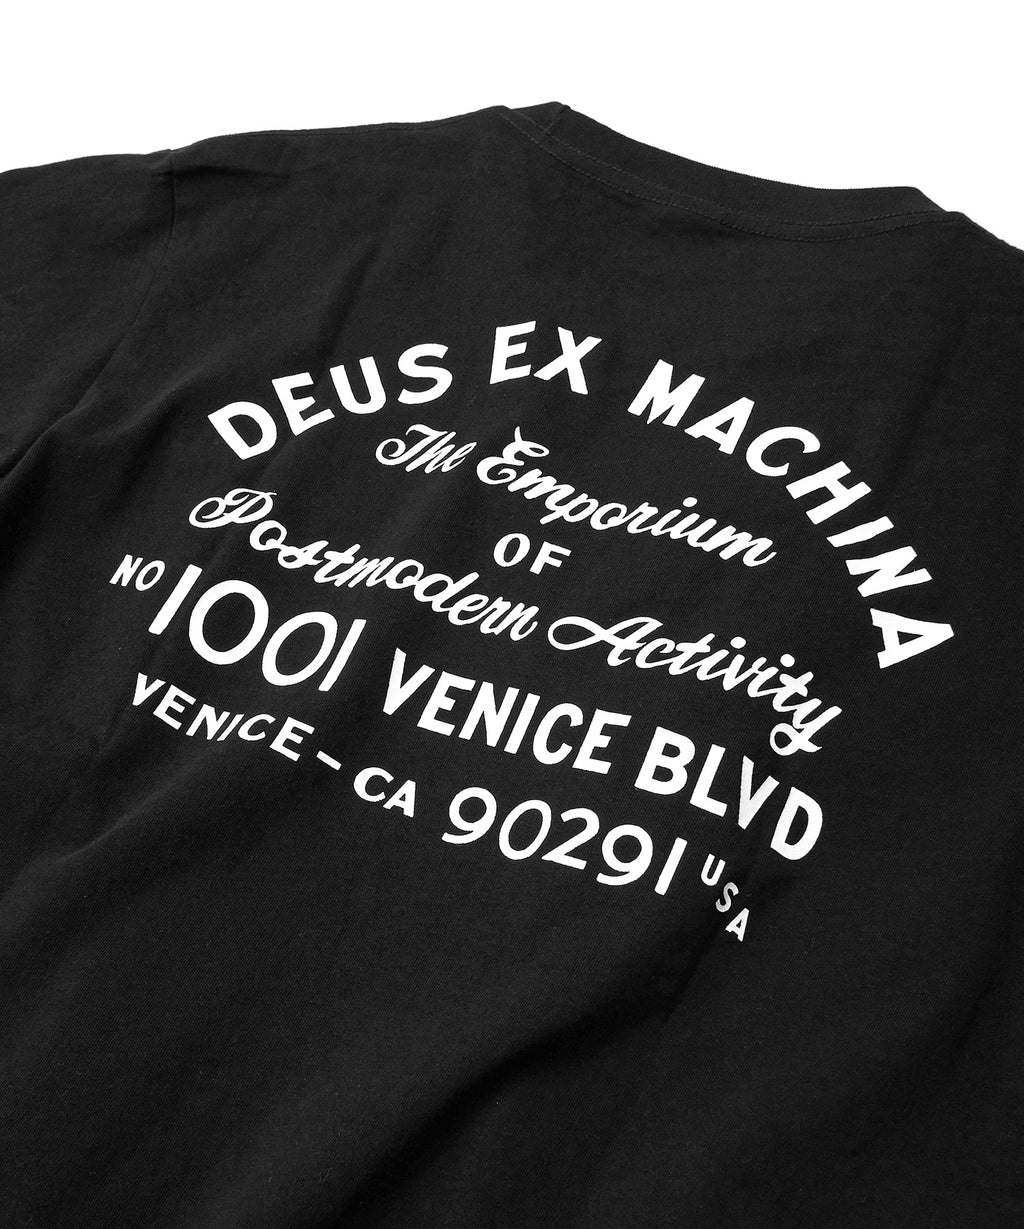 DEUS EX MACHINA
The Emporium
OF
Postmodern Activity
NO 1001 VENICE BLVD
VENICE - CA 90291 USA